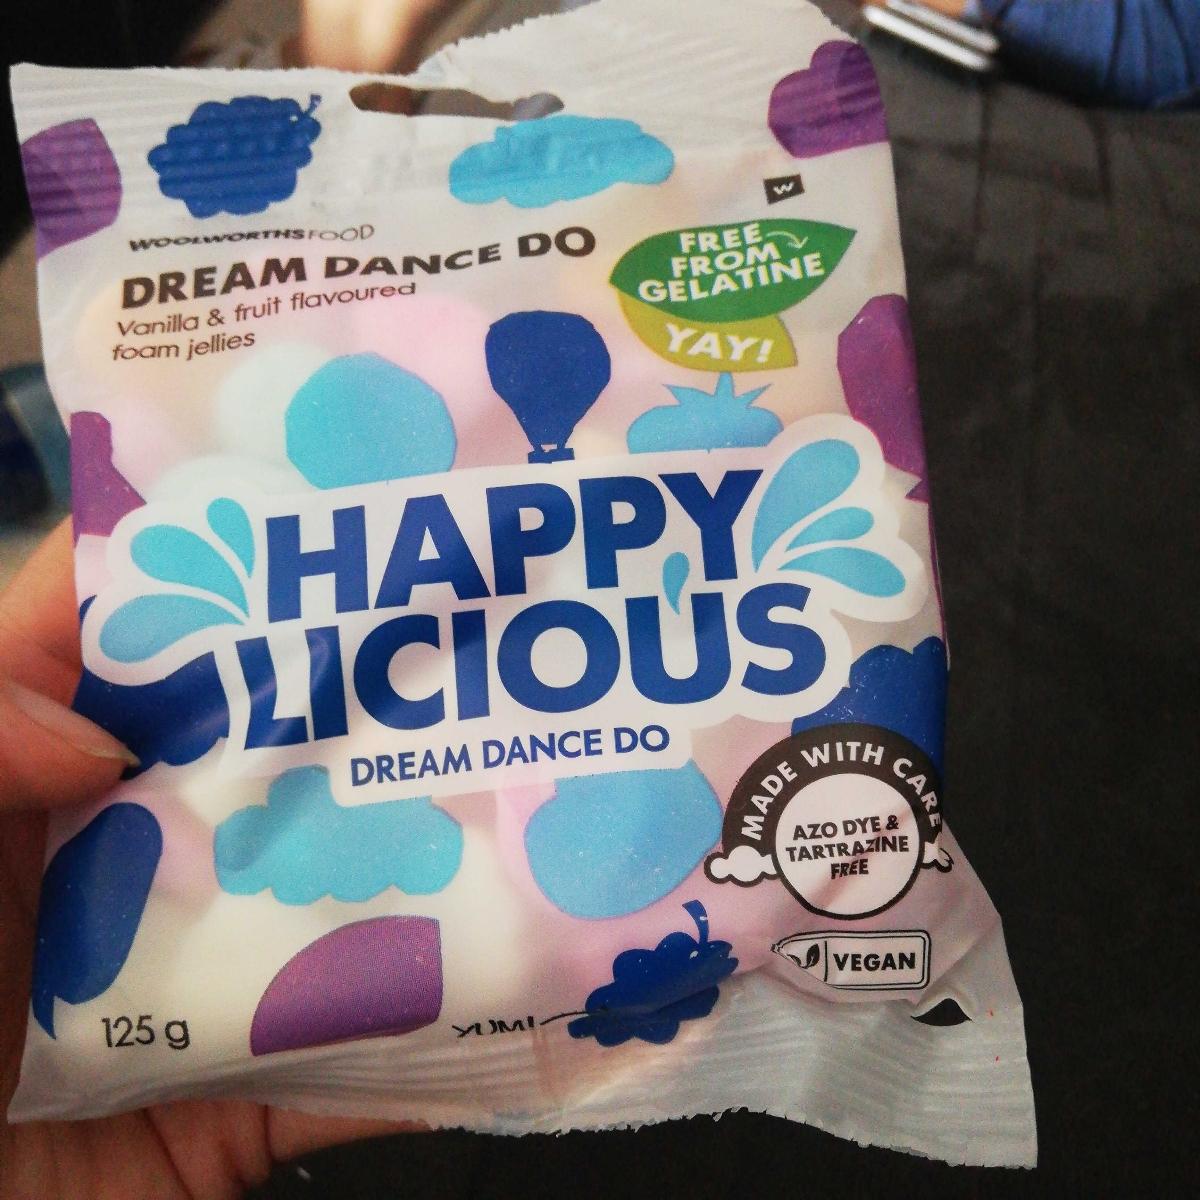 W
WOOLWORTHS FOOD
DREAM DANCE DO
Vanilla & fruit flavoured
foam jellies
FREE
FROM
GELATINE
YAY!
HAPPY
LICIOUS
DREAM DANCE DO
MADE WITH CARE
AZO DYE &
TARTRAZINE
FREE
VEGAN
125 g
YUM!